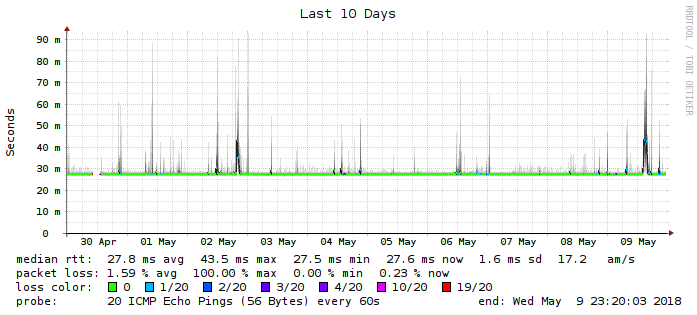 Last 10 Days
RRDTOOL / TOBI OETIKER
Seconds
90 m
80 m
70 m
60 m
50 m
40 m
30 m
20 m
10 m
0
30 Apr 01 May 02 May 03 May 04 May 05 May 06 May 07 May 08 May 09 May
median rtt: 27.8 ms avg 43.5 ms max 27.5 ms min 27.6 ms now 1.6 ms sd 17.2 am/s
packet loss: 1.59 % avg 100.00 % max 0.00 % min 0.23 % now
loss color: 0 1/20 2/20 3/20 4/20 10/20 19/20
probe: 20 ICMP Echo Pings (56 Bytes) every 60s end: Wed May 9 23:20:03 2018